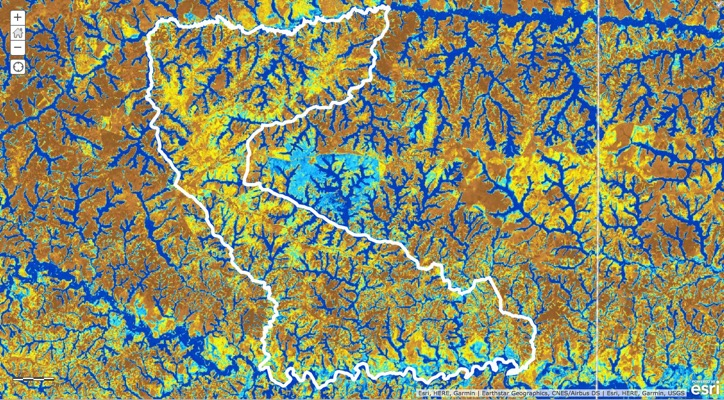 Esri, HERE, Garmin | Earthstar Geographics, CNES/Airbus DS | Esri, HERE, Garmin, USGS
esri